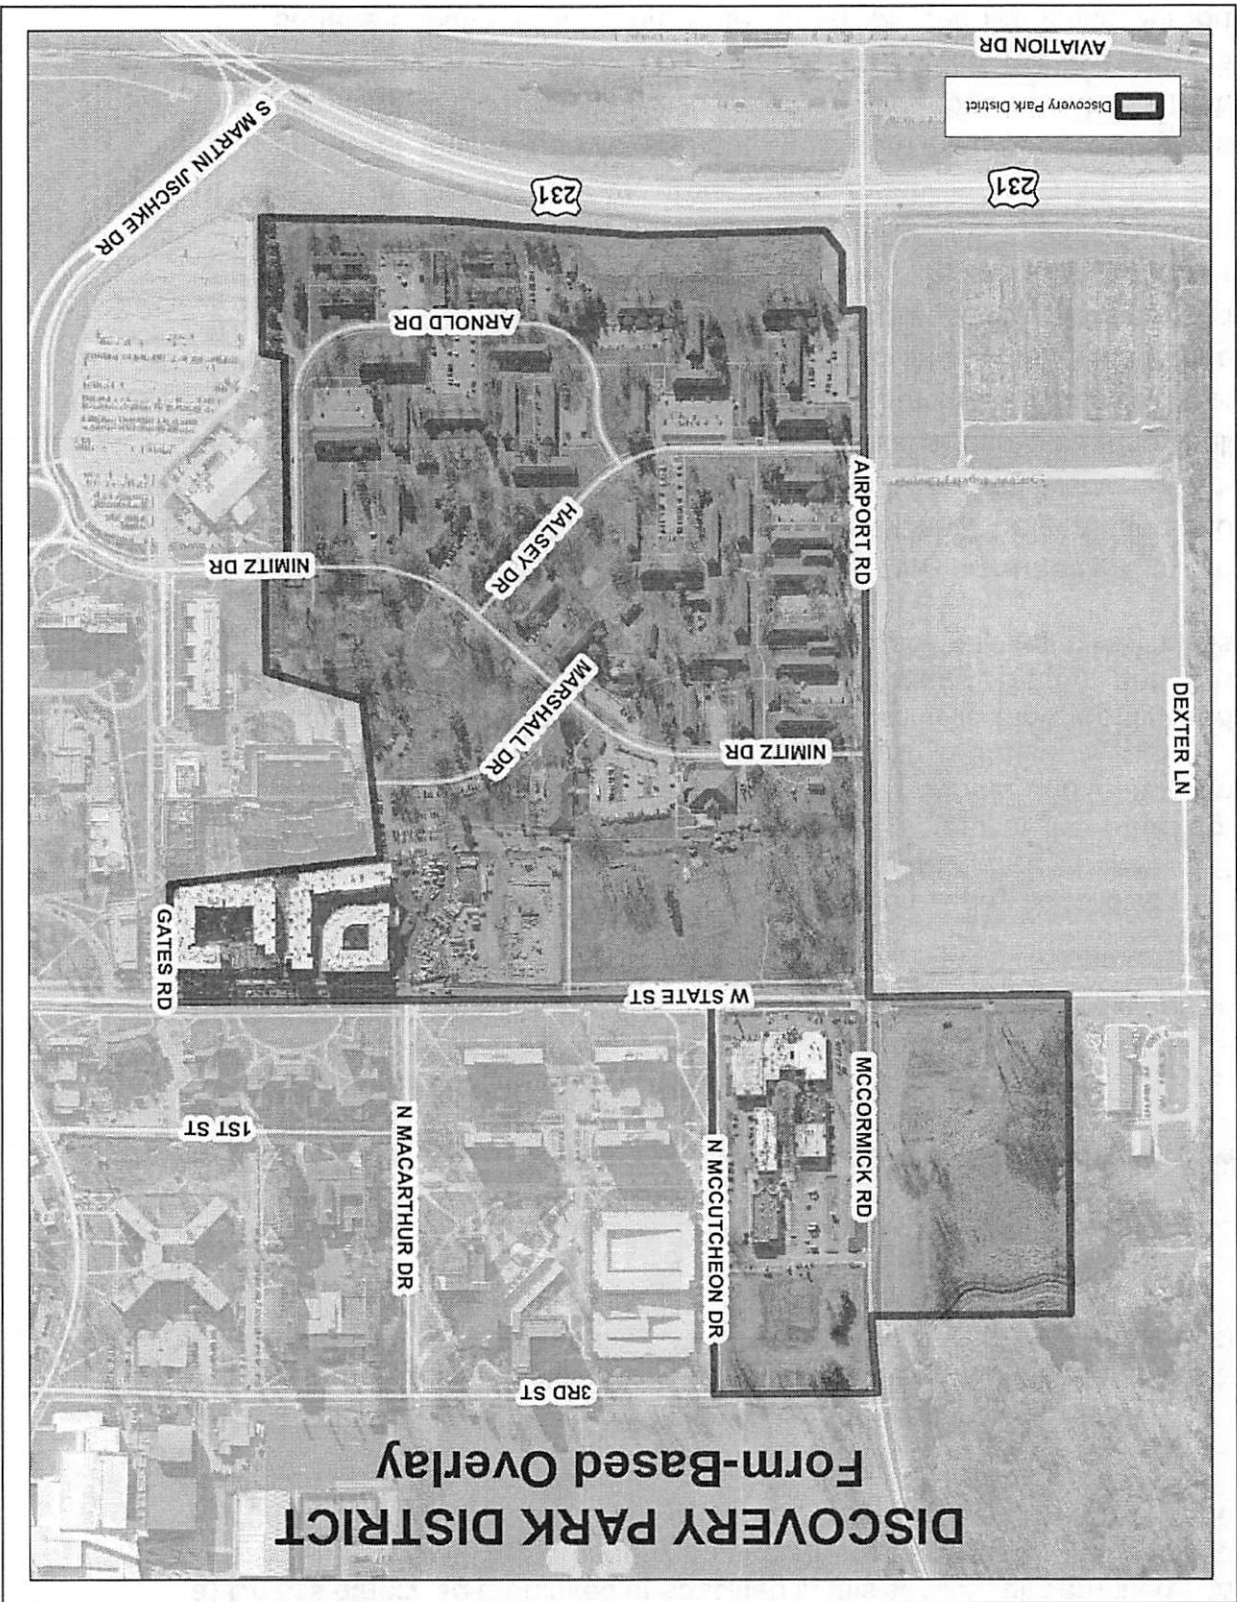 DISCOVERY PARK DISTRICT
Form-Based Overlay
3RD ST
N MCCUTCHEON DR
MCCORMICK RD
N MACARTHUR DR
1ST ST
W STATE ST
GATES RD
DEXTER LN
NIMITZ DR
MARSHALL DR
HALSEY DR
NIMITZ DR
AIRPORT RD
ARNOLD DR
S MARTIN JISCHKE DR
231
231
Discovery Park District
AVIATION DR